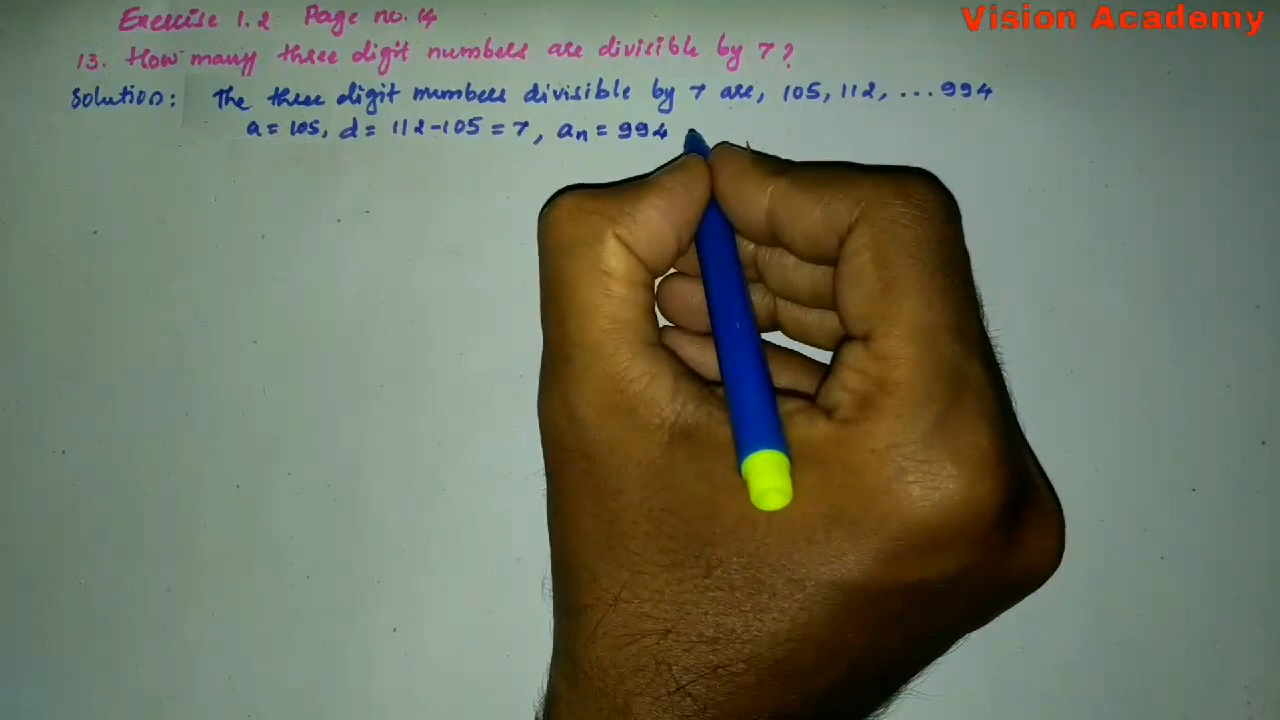 Exercise 1.2 Page no. 14
Vision Academy
13. How many three digit numbers are divisible by 7?
Solution: The three digit numbers divisible by 7 are, 105, 112, ... 994
a = 105, d = 112-105 = 7, an = 994